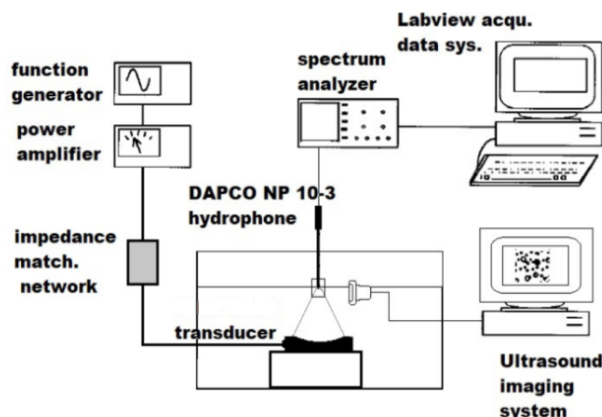 Labview acqu.
data sys.
spectrum
analyzer
function
generator
power
amplifier
DAPCO NP 10-3
hydrophone
impedance
match.
network
transducer
Ultrasound
imaging
system